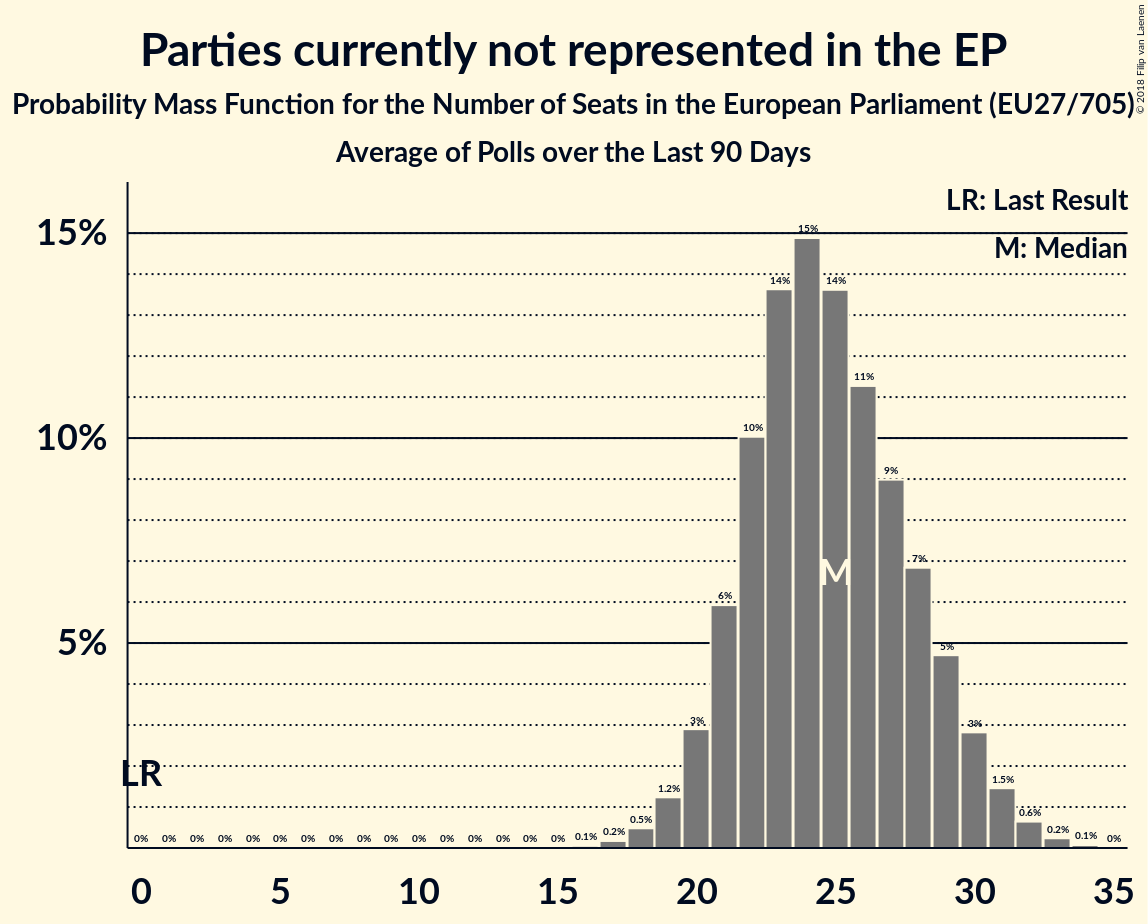 Parties currently not represented in the EP
Probability Mass Function for the Number of Seats in the European Parliament (EU27/705)
Average of Polls over the Last 90 Days
© 2018 Filip van Laenen
LR: Last Result
M: Median
15%
10%
5%
0% 0% 0% 0% 0% 0% 0% 0% 0% 0% 0% 0% 0% 0% 0% 0% 0.1% 0.2% 0.5% 1.2% 3% 6% 10% 14% 15% 14% 11% 9% 7% 5% 3% 1.5% 0.6% 0.2% 0.1% 0%
LR
M
0 5 10 15 20 25 30 35